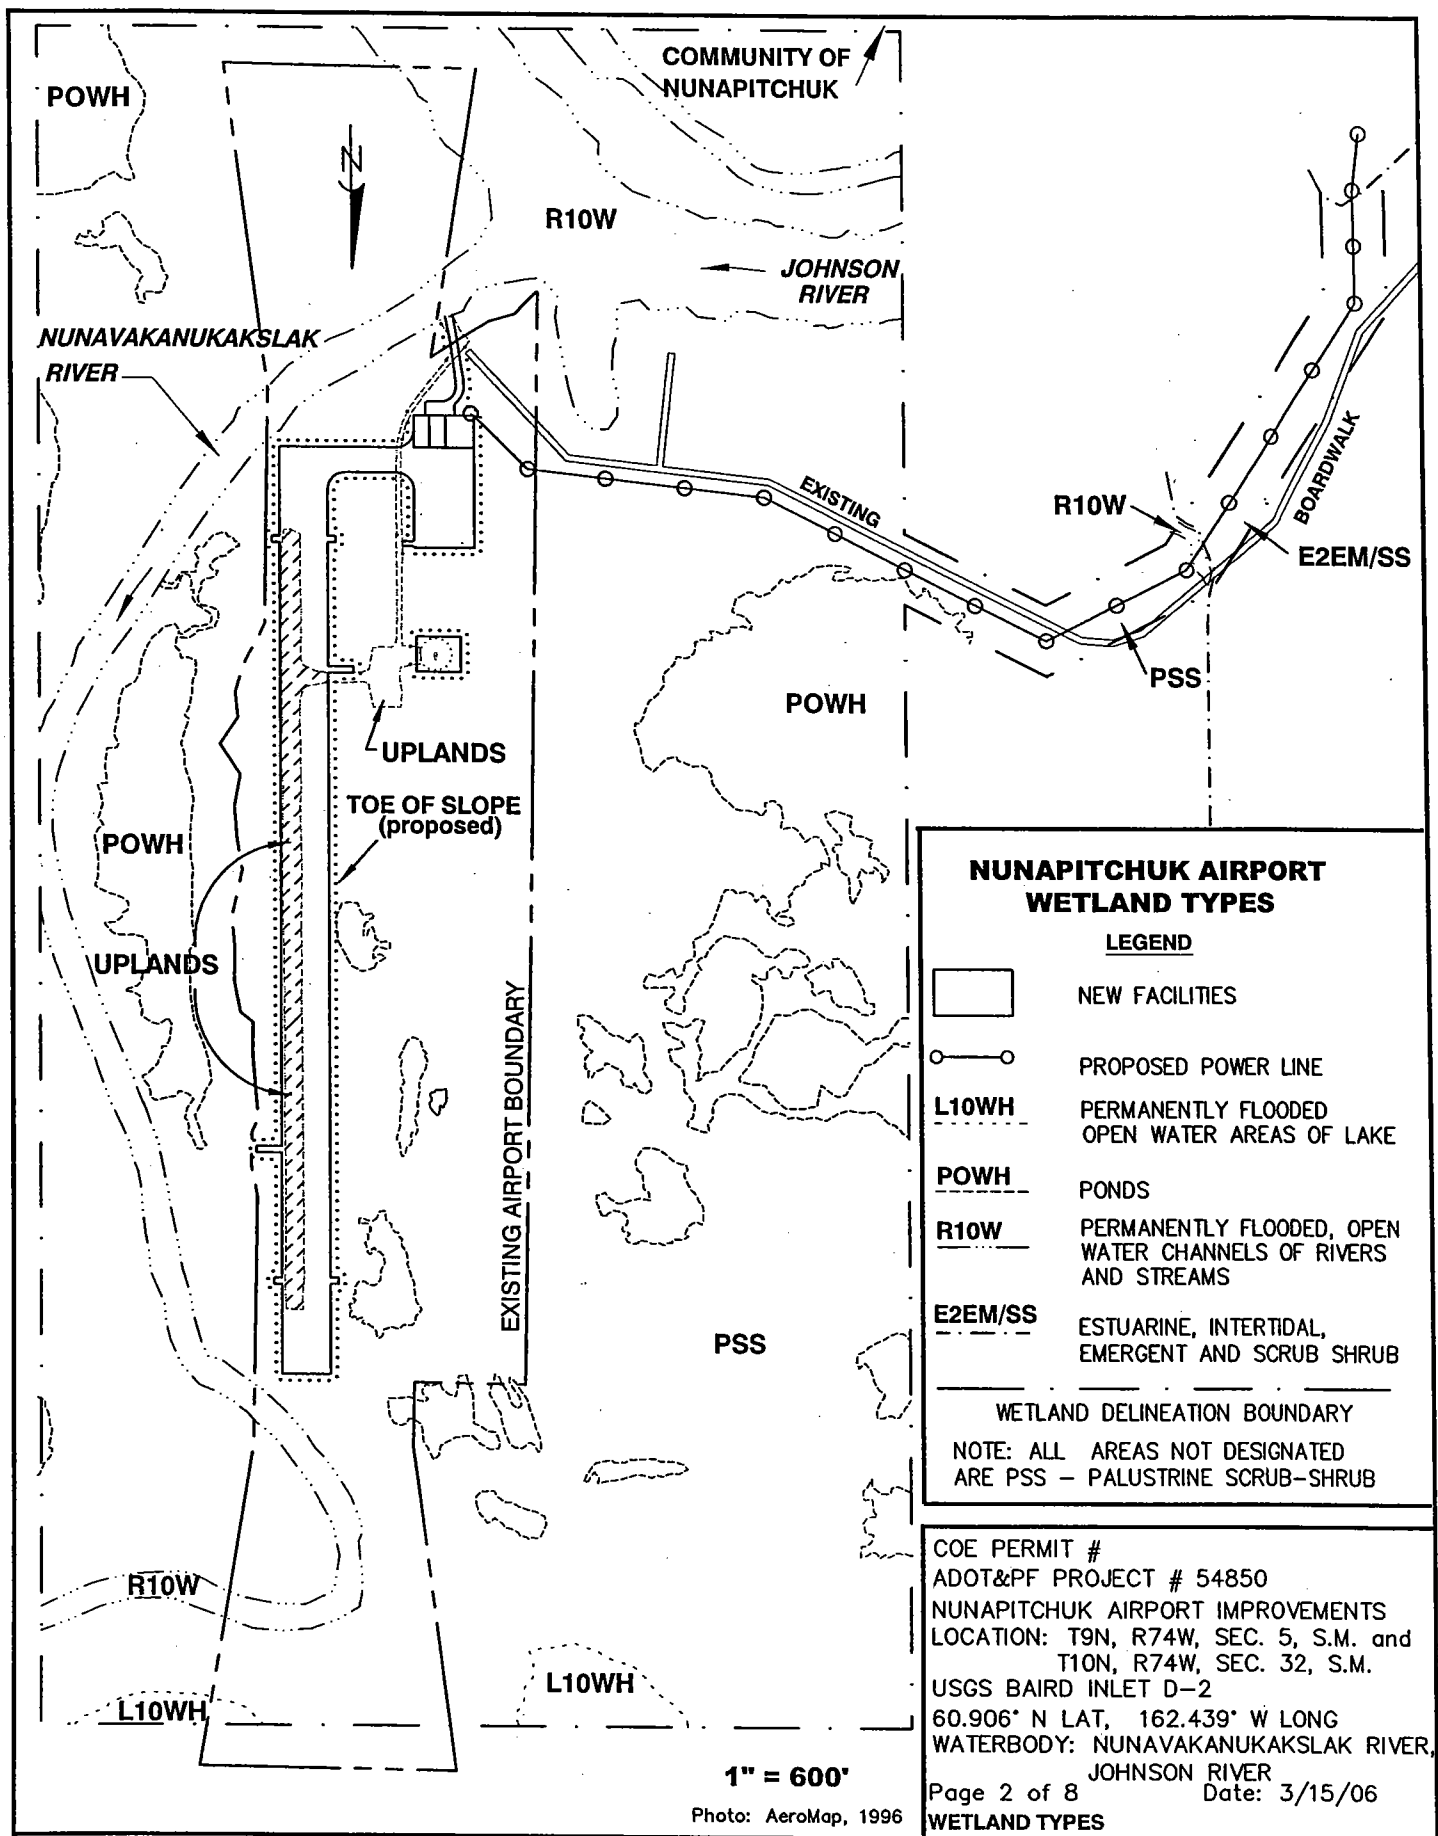 COMMUNITY OF
NUNAPITCHUK
POWH
N
R10W
JOHNSON
RIVER
NUNAVAKANUKAKSLAK
RIVER
EXISTING
BOARDWALK
R10W
E2EM/SS
PSS
POWH
UPLANDS
TOE OF SLOPE
(proposed)
POWH
UPLANDS
EXISTING AIRPORT BOUNDARY
PSS
R10W
L10WH
L10WH
1" = 600'
Photo: AeroMap, 1996
NUNAPITCHUK AIRPORT
WETLAND TYPES
LEGEND
NEW FACILITIES
PROPOSED POWER LINE
L10WH PERMANENTLY FLOODED
OPEN WATER AREAS OF LAKE
POWH PONDS
R10W PERMANENTLY FLOODED, OPEN
WATER CHANNELS OF RIVERS
AND STREAMS
E2EM/SS ESTUARINE, INTERTIDAL,
EMERGENT AND SCRUB SHRUB
WETLAND DELINEATION BOUNDARY
NOTE: ALL AREAS NOT DESIGNATED
ARE PSS - PALUSTRINE SCRUB-SHRUB
COE PERMIT #
ADOT&PF PROJECT # 54850
NUNAPITCHUK AIRPORT IMPROVEMENTS
LOCATION: T9N, R74W, SEC. 5, S.M. and
T10N, R74W, SEC. 32, S.M.
USGS BAIRD INLET D-2
60.906° N LAT, 162.439° W LONG
WATERBODY: NUNAVAKANUKAKSLAK RIVER,
JOHNSON RIVER
Page 2 of 8 Date: 3/15/06
WETLAND TYPES